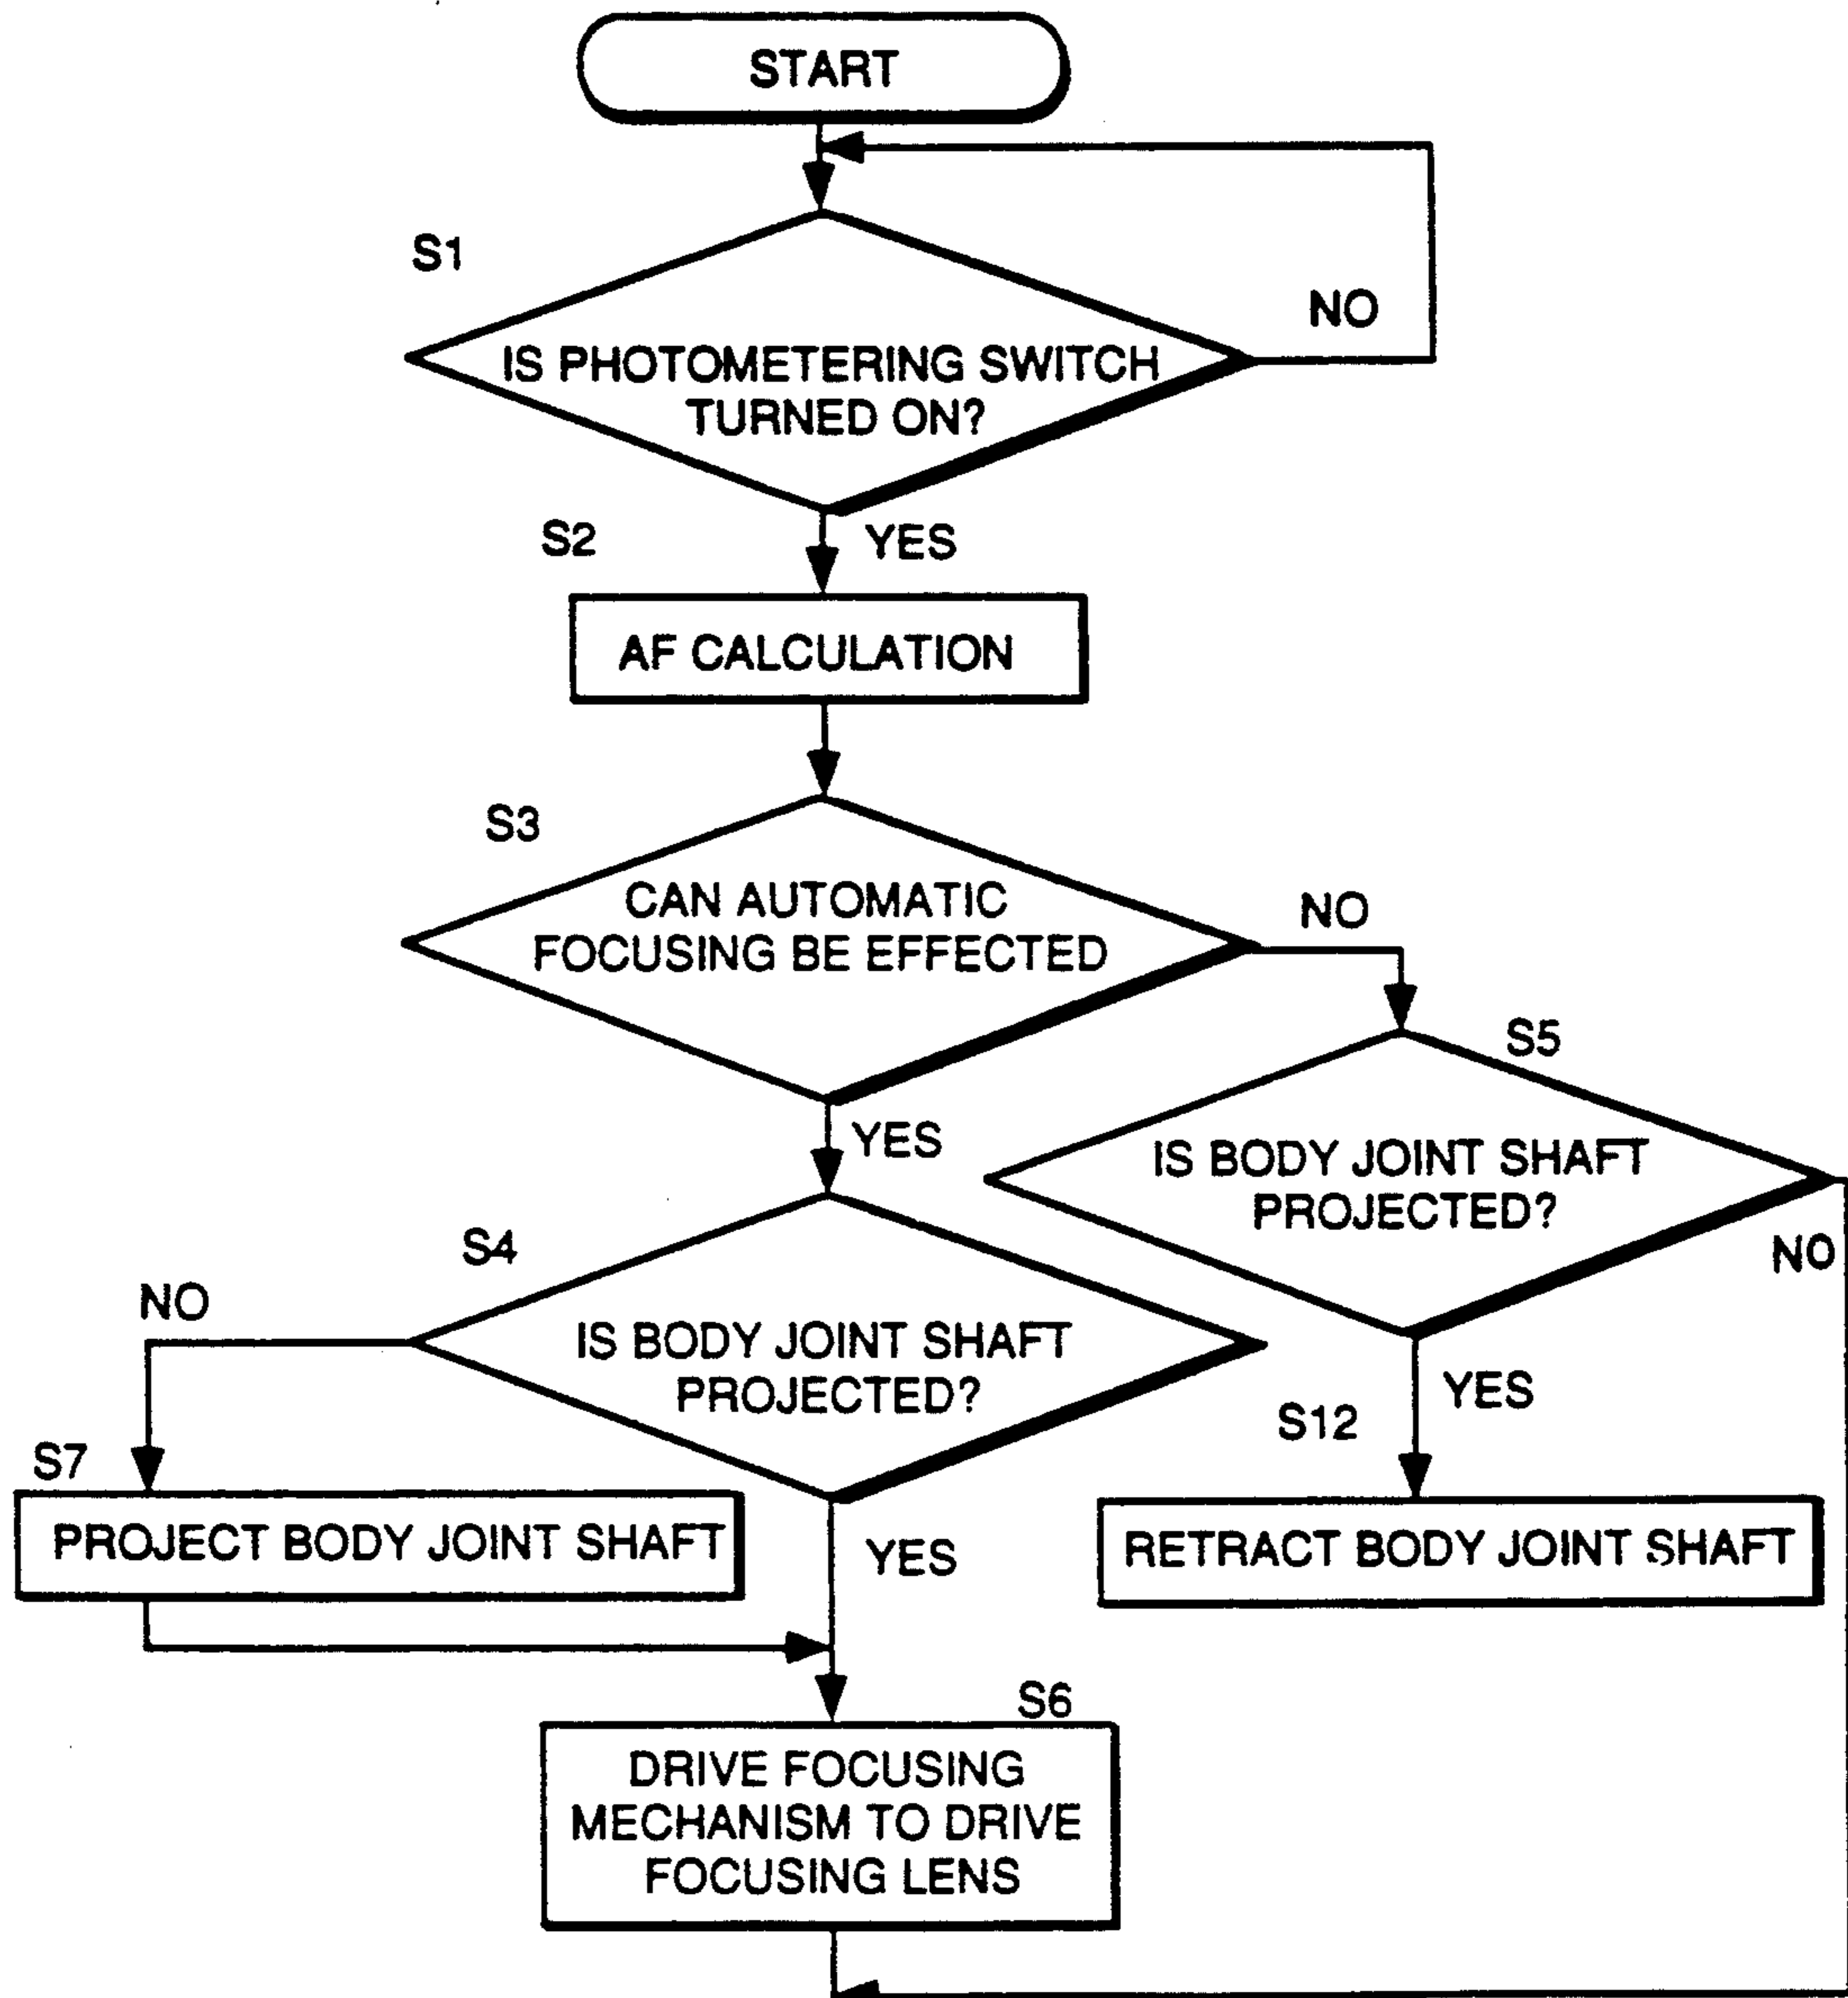 START
S1
NO
IS PHOTOMETERING SWITCH
TURNED ON?
S2
YES
AF CALCULATION
S3
CAN AUTOMATIC
FOCUSING BE EFFECTED
NO
S5
YES
IS BODY JOINT SHAFT
PROJECTED?
S4
NO
NO
IS BODY JOINT SHAFT
PROJECTED?
YES
S12
S7
PROJECT BODY JOINT SHAFT
YES
RETRACT BODY JOINT SHAFT
S6
DRIVE FOCUSING
MECHANISM TO DRIVE
FOCUSING LENS